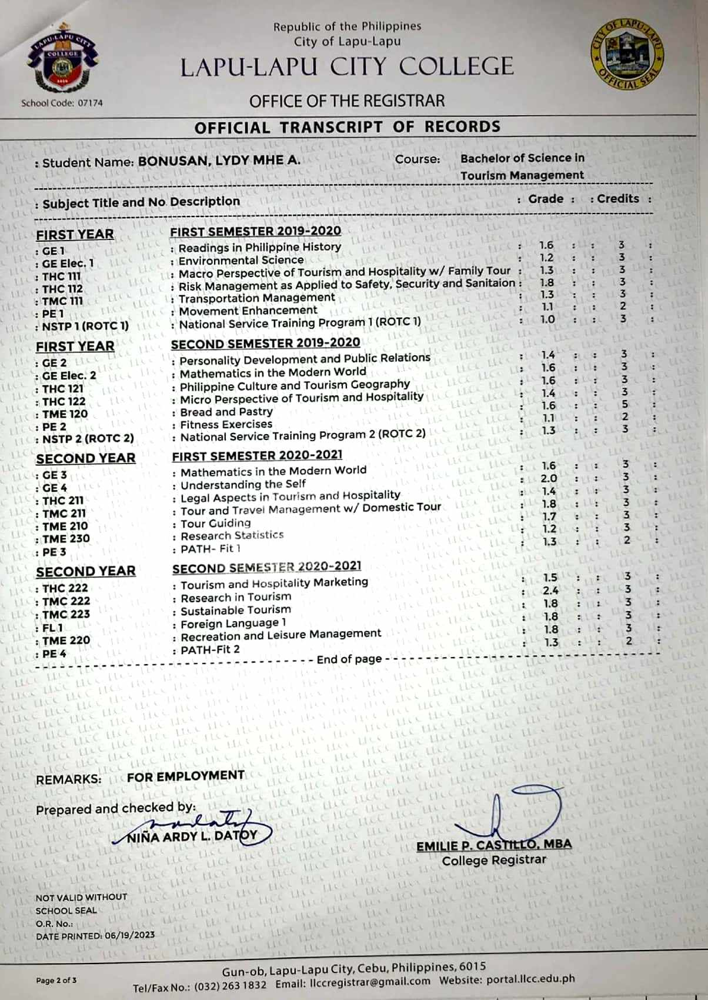 Republic of the Philippines
City of Lapu-Lapu
LAPU-LAPU CITY COLLEGE
OFFICE OF THE REGISTRAR
LAPU-LAPU CITY
COLLEGE
School Code: 07174
CITY OF LAPU-LAPU
OFFICIAL SEAL
OFFICIAL TRANSCRIPT OF RECORDS
: Student Name: BONUSAN, LYDY MHE A. Course: Bachelor of Science in
Tourism Management
: Subject Title and No. Description : Grade : : Credits :
FIRST YEAR FIRST SEMESTER 2019-2020
: GE 1 : Readings in Philippine History : 1.6 : : 3 :
: GE Elec. 1 : Environmental Science : 1.2 : : 3 :
: THC 111 : Macro Perspective of Tourism and Hospitality w/ Family Tour : 1.3 : : 3 :
: THC 112 : Risk Management as Applied to Safety, Security and Sanitaion : 1.8 : : 3 :
: TMC 111 : Transportation Management : 1.3 : : 3 :
: PE 1 : Movement Enhancement : 1.1 : : 2 :
: NSTP 1 (ROTC 1) : National Service Training Program 1 (ROTC 1) : 1.0 : : 3 :
FIRST YEAR SECOND SEMESTER 2019-2020
: GE 2 : Personality Development and Public Relations : 1.4 : : 3 :
: GE Elec. 2 : Mathematics in the Modern World : 1.6 : : 3 :
: THC 121 : Philippine Culture and Tourism Geography : 1.6 : : 3 :
: THC 122 : Micro Perspective of Tourism and Hospitality : 1.4 : : 3 :
: TME 120 : Bread and Pastry : 1.6 : : 5 :
: PE 2 : Fitness Exercises : 1.1 : : 2 :
: NSTP 2 (ROTC 2) : National Service Training Program 2 (ROTC 2) : 1.3 : : 3 :
SECOND YEAR FIRST SEMESTER 2020-2021
: GE 3 : Mathematics in the Modern World : 1.6 : : 3 :
: GE 4 : Understanding the Self : 2.0 : : 3 :
: THC 211 : Legal Aspects in Tourism and Hospitality : 1.4 : : 3 :
: TMC 211 : Tour and Travel Management w/ Domestic Tour : 1.8 : : 3 :
: TME 210 : Tour Guiding : 1.7 : : 3 :
: TME 230 : Research Statistics : 1.2 : : 3 :
: PE 3 : PATH- Fit 1 : 1.3 : : 2 :
SECOND YEAR SECOND SEMESTER 2020-2021
: THC 222 : Tourism and Hospitality Marketing : 1.5 : : 3 :
: TMC 222 : Research in Tourism : 2.4 : : 3 :
: TMC 223 : Sustainable Tourism : 1.8 : : 3 :
: FL 1 : Foreign Language 1 : 1.8 : : 3 :
: TME 220 : Recreation and Leisure Management : 1.8 : : 3 :
: PE 4 : PATH-Fit 2 : 1.3 : : 2 :
End of page
REMARKS: FOR EMPLOYMENT
Prepared and checked by:
NIÑA ARDY L. DATOY
EMILIE P. CASTILLO, MBA
College Registrar
NOT VALID WITHOUT
SCHOOL SEAL
O.R. No.:
DATE PRINTED: 06/19/2023
Page 2 of 3
Gun-ob, Lapu-Lapu City, Cebu, Philippines, 6015
Tel/Fax No.: (032) 263 1832 Email: llccregistrar@gmail.com Website: portal.llcc.edu.ph